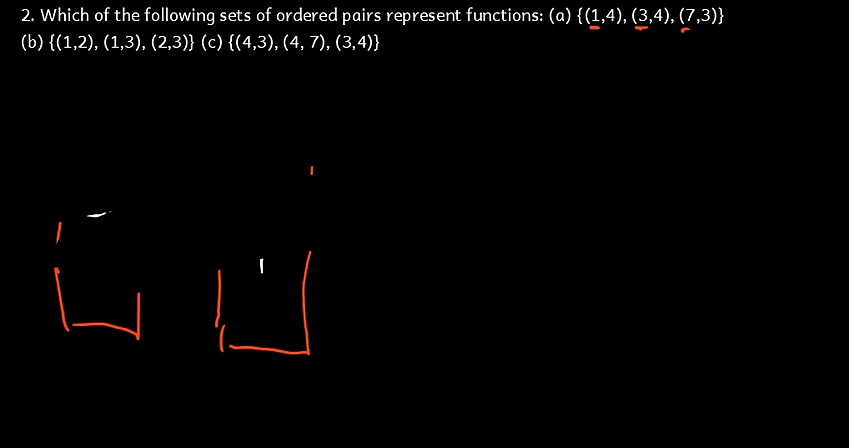 2. Which of the following sets of ordered pairs represent functions: (a) {(1,4), (3,4), (7,3)}
(b) {(1,2), (1,3), (2,3)} (c) {(4,3), (4, 7), (3,4)}